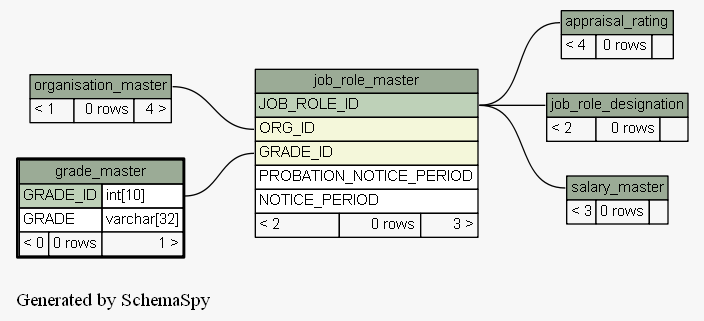 appraisal_rating
< 4 0 rows
organisation_master
< 1 0 rows 4 >
job_role_master
JOB_ROLE_ID
ORG_ID
GRADE_ID
PROBATION_NOTICE_PERIOD
NOTICE_PERIOD
< 2 0 rows 3 >
job_role_designation
< 2 0 rows
grade_master
GRADE_ID int[10]
GRADE varchar[32]
< 0 0 rows 1 >
salary_master
< 3 0 rows
Generated by SchemaSpy